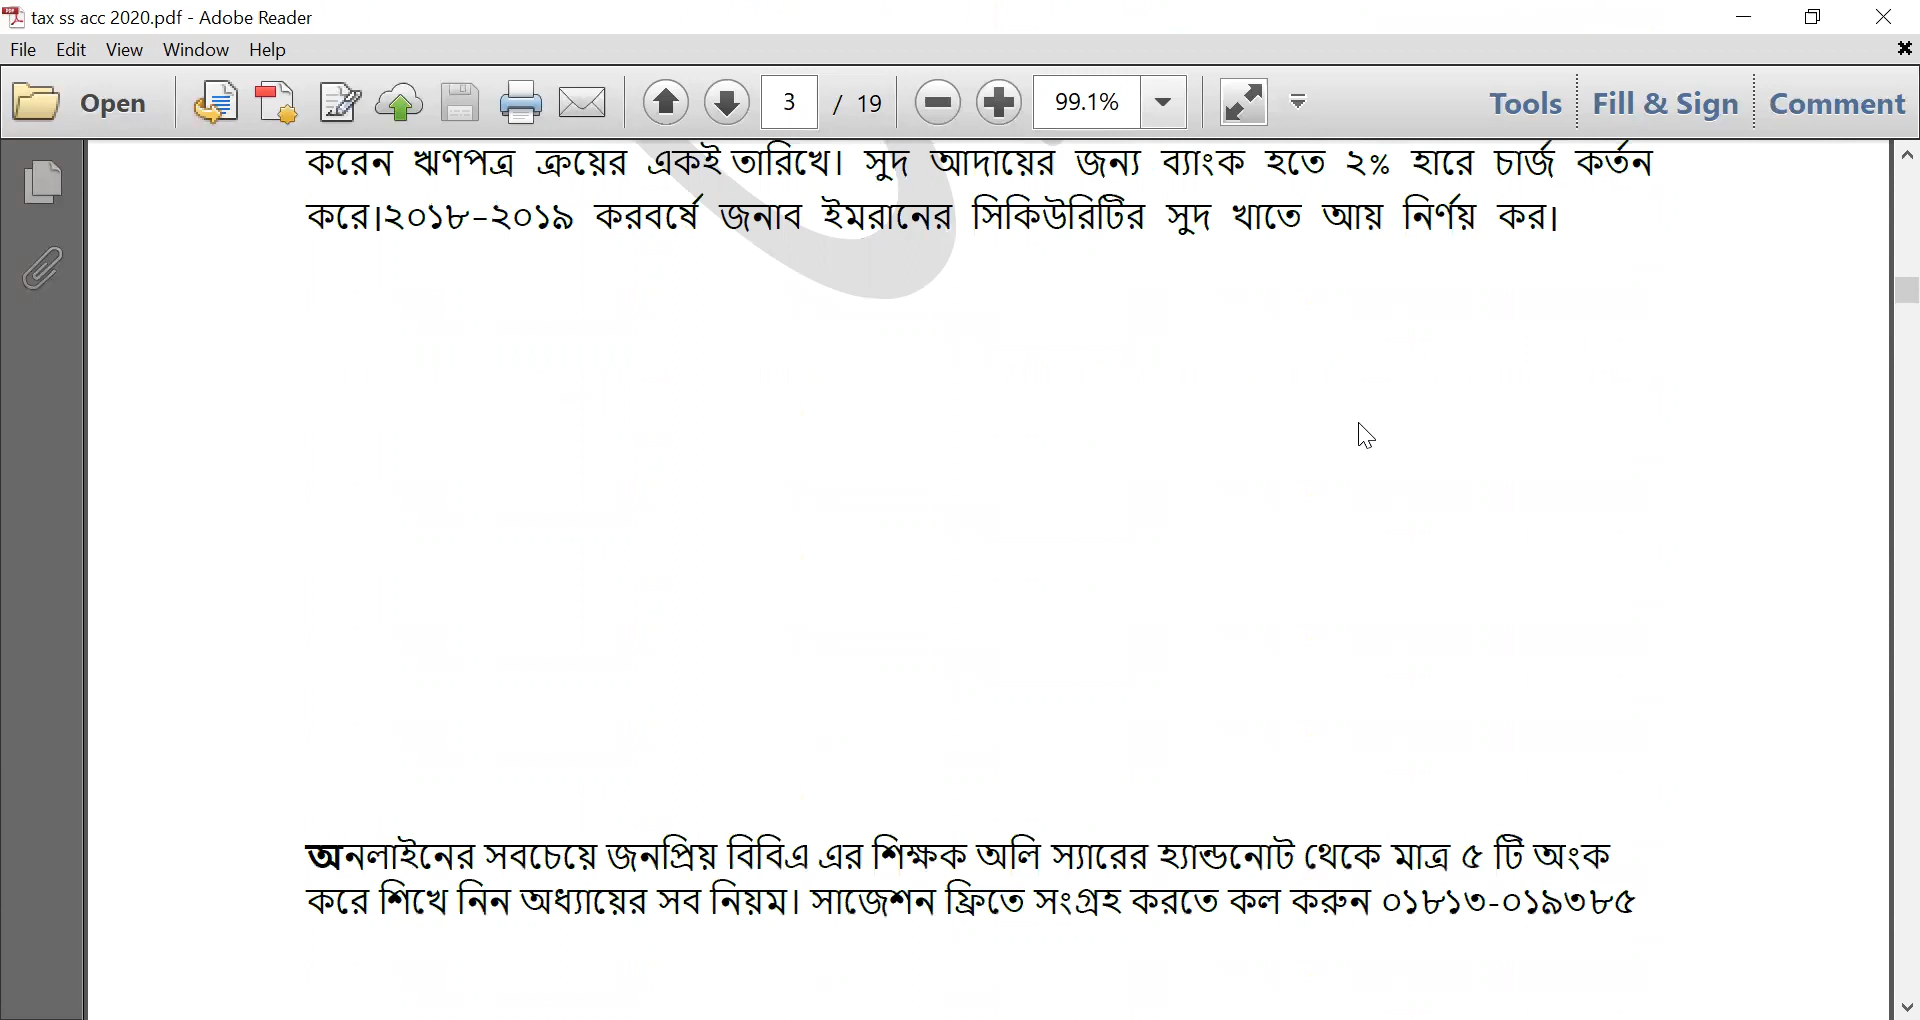 tax ss acc 2020.pdf - Adobe Reader
File Edit View Window Help
Open 3 / 19 99.1% Tools Fill & Sign Comment
করেন ঋণপত্র ক্রয়ের একই তারিখে। সুদ আদায়ের জন্য ব্যাংক হতে ২% হারে চার্জ কর্তন
করে।২০১৮-২০১৯ করবর্ষে জনাব ইমরানের সিকিউরিটির সুদ খাতে আয় নির্ণয় কর।
অনলাইনের সবচেয়ে জনপ্রিয় বিবিএ এর শিক্ষক অলি স্যারের হ্যান্ডনোট থেকে মাত্র ৫ টি অংক
করে শিখে নিন অধ্যায়ের সব নিয়ম। সাজেশন ফ্রিতে সংগ্রহ করতে কল করুন ০১৮১৩-০১৯৩৮৫